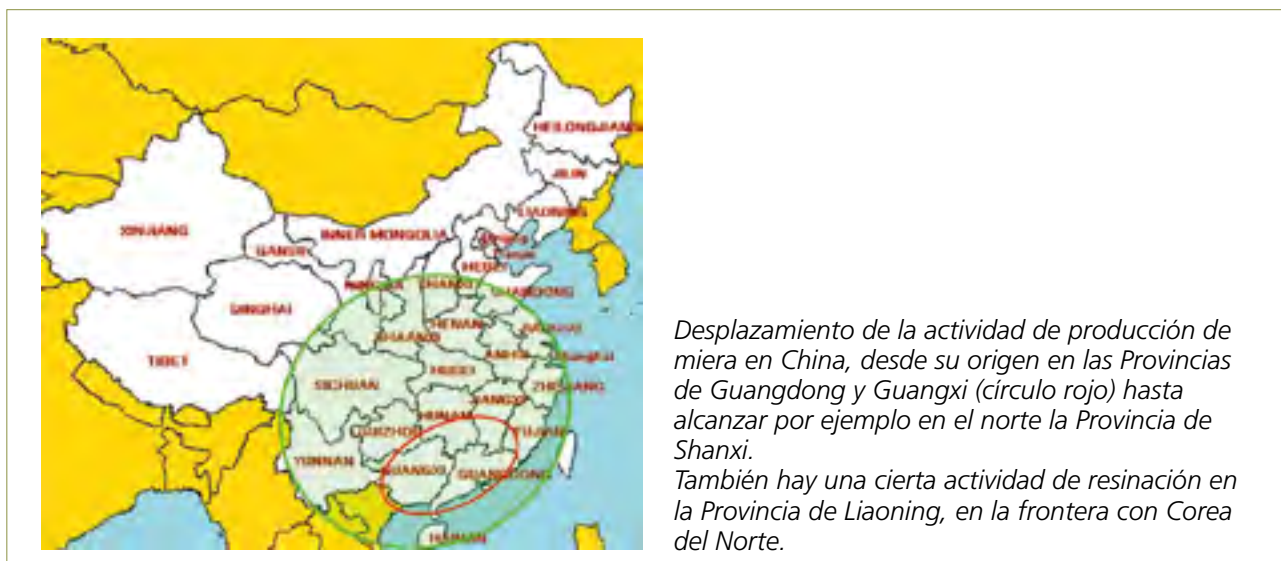 HEILONGJIANG
JILIN
LIAONING
XINJIANG
GANSU
INNER MONGOLIA
HEBEI
SHANXI
SHANDONG
QINGHAI
HENAN
SHAANXI
TIBET
SICHUAN
HUBEI
ANHUI
Shanghai
ZHEJIANG
JIANGXI
HUNAN
GUIZHOU
FUJIAN
YUNNAN
GUANGXI
GUANGDONG
HAINAN
Desplazamiento de la actividad de producción de
miera en China, desde su origen en las Provincias
de Guangdong y Guangxi (círculo rojo) hasta
alcanzar por ejemplo en el norte la Provincia de
Shanxi.
También hay una cierta actividad de resinación en
la Provincia de Liaoning, en la frontera con Corea
del Norte.